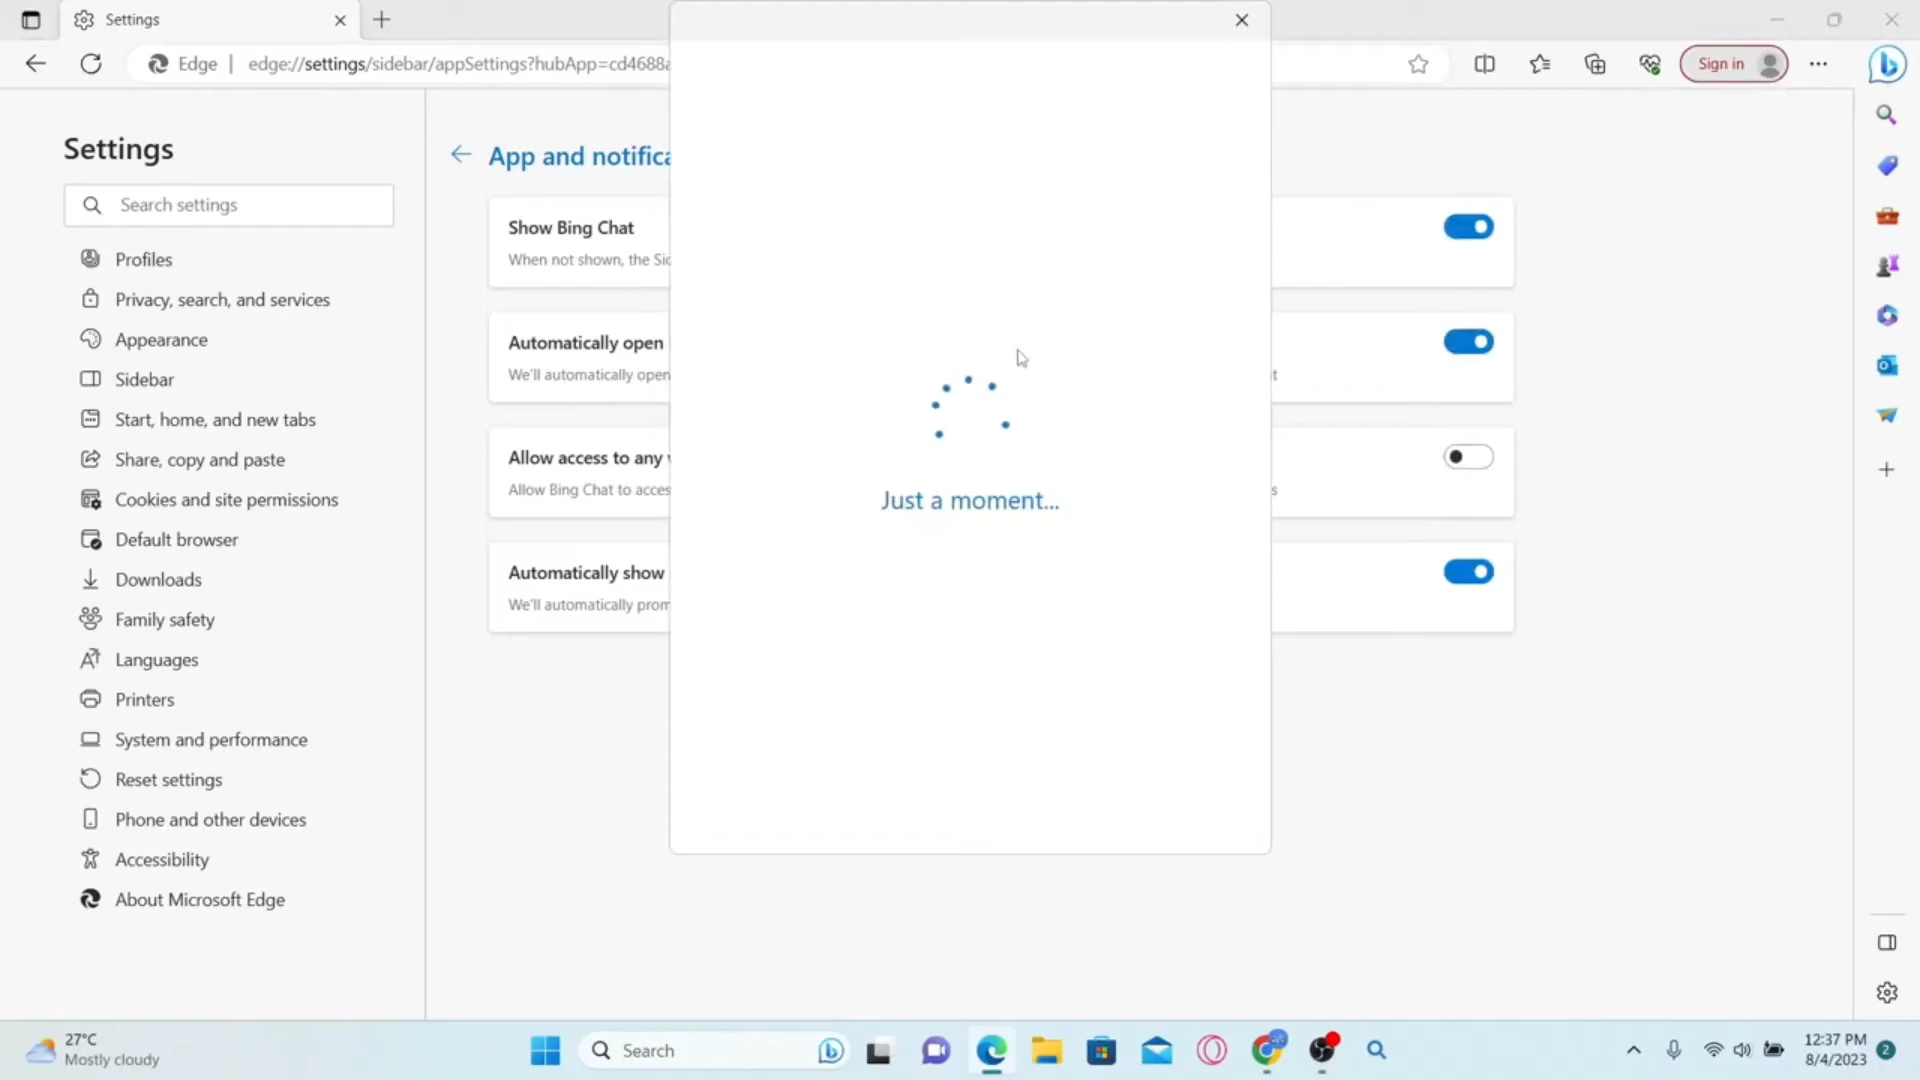 Settings
Edge | edge://settings/sidebar/appSettings?hubApp=cd4688a
Sign in
Settings
Search settings
Profiles
Privacy, search, and services
Appearance
Sidebar
Start, home, and new tabs
Share, copy and paste
Cookies and site permissions
Default browser
Downloads
Family safety
Languages
Printers
System and performance
Reset settings
Phone and other devices
Accessibility
About Microsoft Edge
App and notifica
Show Bing Chat
When not shown, the Sid
Automatically open
We'll automatically open
t
Allow access to any
Allow Bing Chat to acces
s
Automatically show
We'll automatically prom
Just a moment...
27°C
Mostly cloudy
Search
12:37 PM
8/4/2023
2